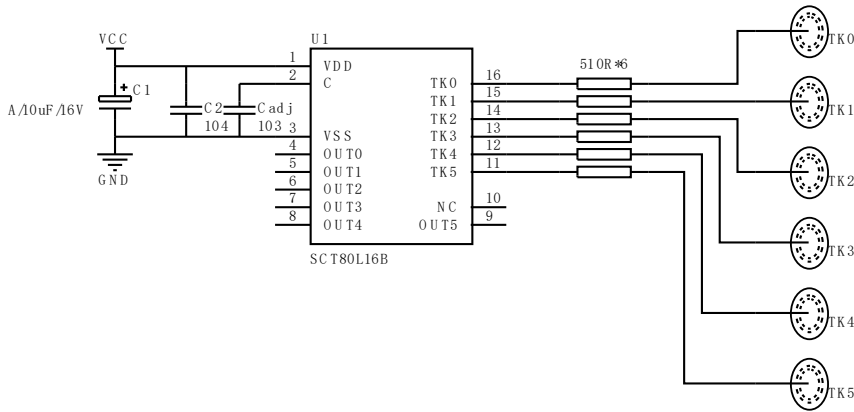 U1
VCC
1
VDD
2
C
C1
A/10uF/16V
C2
104
Cadj
103
3
VSS
GND
4
OUT0
5
OUT1
6
OUT2
7
OUT3
8
OUT4
TK0
16
TK1
15
TK2
14
TK3
13
TK4
12
TK5
11
NC
10
OUT5
9
SCT80L16B
510R*6
TK0
TK1
TK2
TK3
TK4
TK5